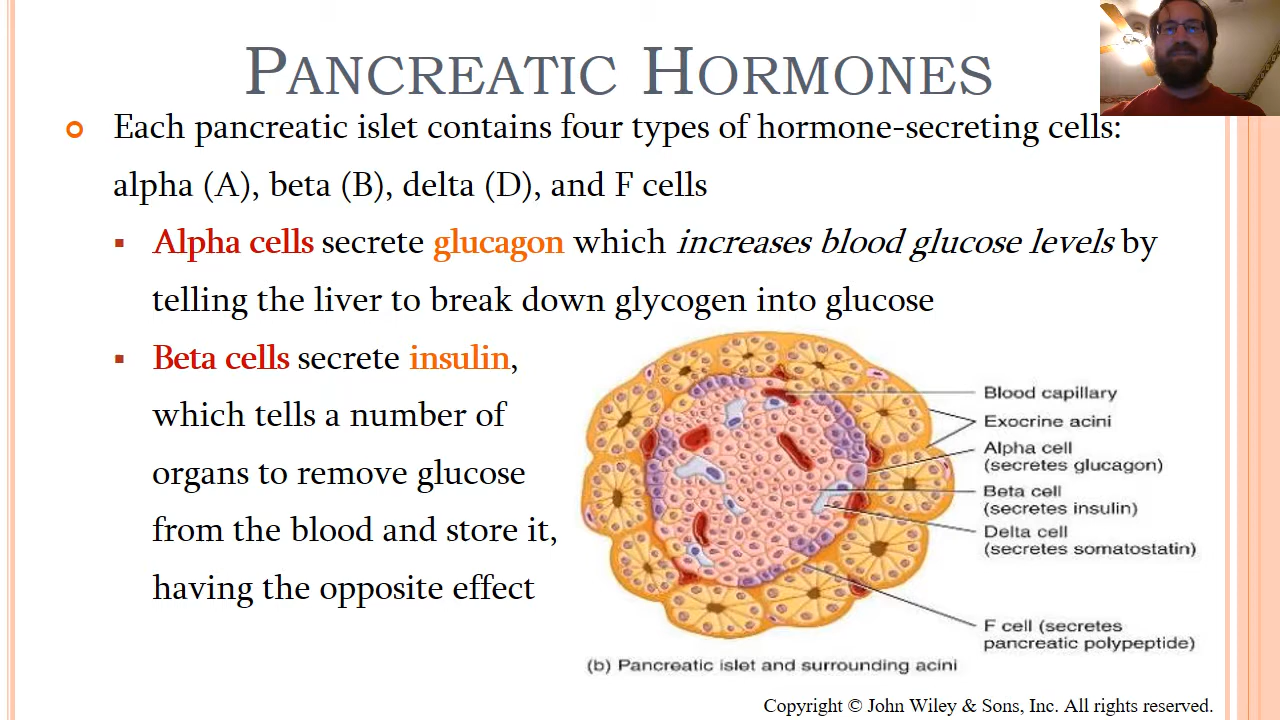 PANCREATIC HORMONES
Each pancreatic islet contains four types of hormone-secreting cells:
alpha (A), beta (B), delta (D), and F cells
Alpha cells secrete glucagon which increases blood glucose levels by
telling the liver to break down glycogen into glucose
Beta cells secrete insulin,
which tells a number of
organs to remove glucose
from the blood and store it,
having the opposite effect
Blood capillary
Exocrine acini
Alpha cell
(secretes glucagon)
Beta cell
(secretes insulin)
Delta cell
(secretes somatostatin)
F cell (secretes
pancreatic polypeptide)
(b) Pancreatic islet and surrounding acini
Copyright © John Wiley & Sons, Inc. All rights reserved.